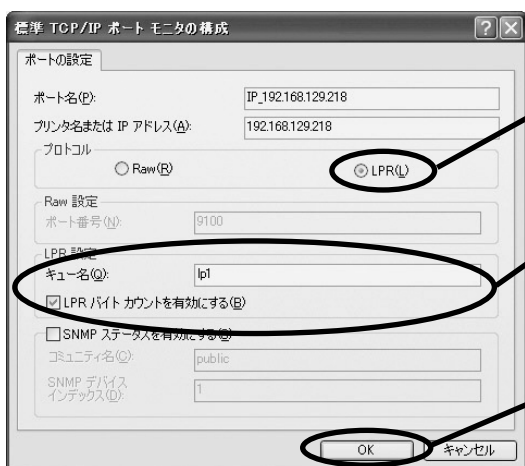 標準 TCP/IP ポート モニタの構成
ポートの設定
ポート名(P): IP_192.168.129.218
プリンタ名または IP アドレス(A): 192.168.129.218
プロトコル
Raw(R) LPR(L)
Raw 設定
ポート番号(N): 9100
LPR 設定
キュー名(Q): lp1
LPR バイト カウントを有効にする(B)
SNMP ステータスを有効にする(S)
コミュニティ名(C): public
SNMP デバイス
インデックス(D): 1
OK キャンセル